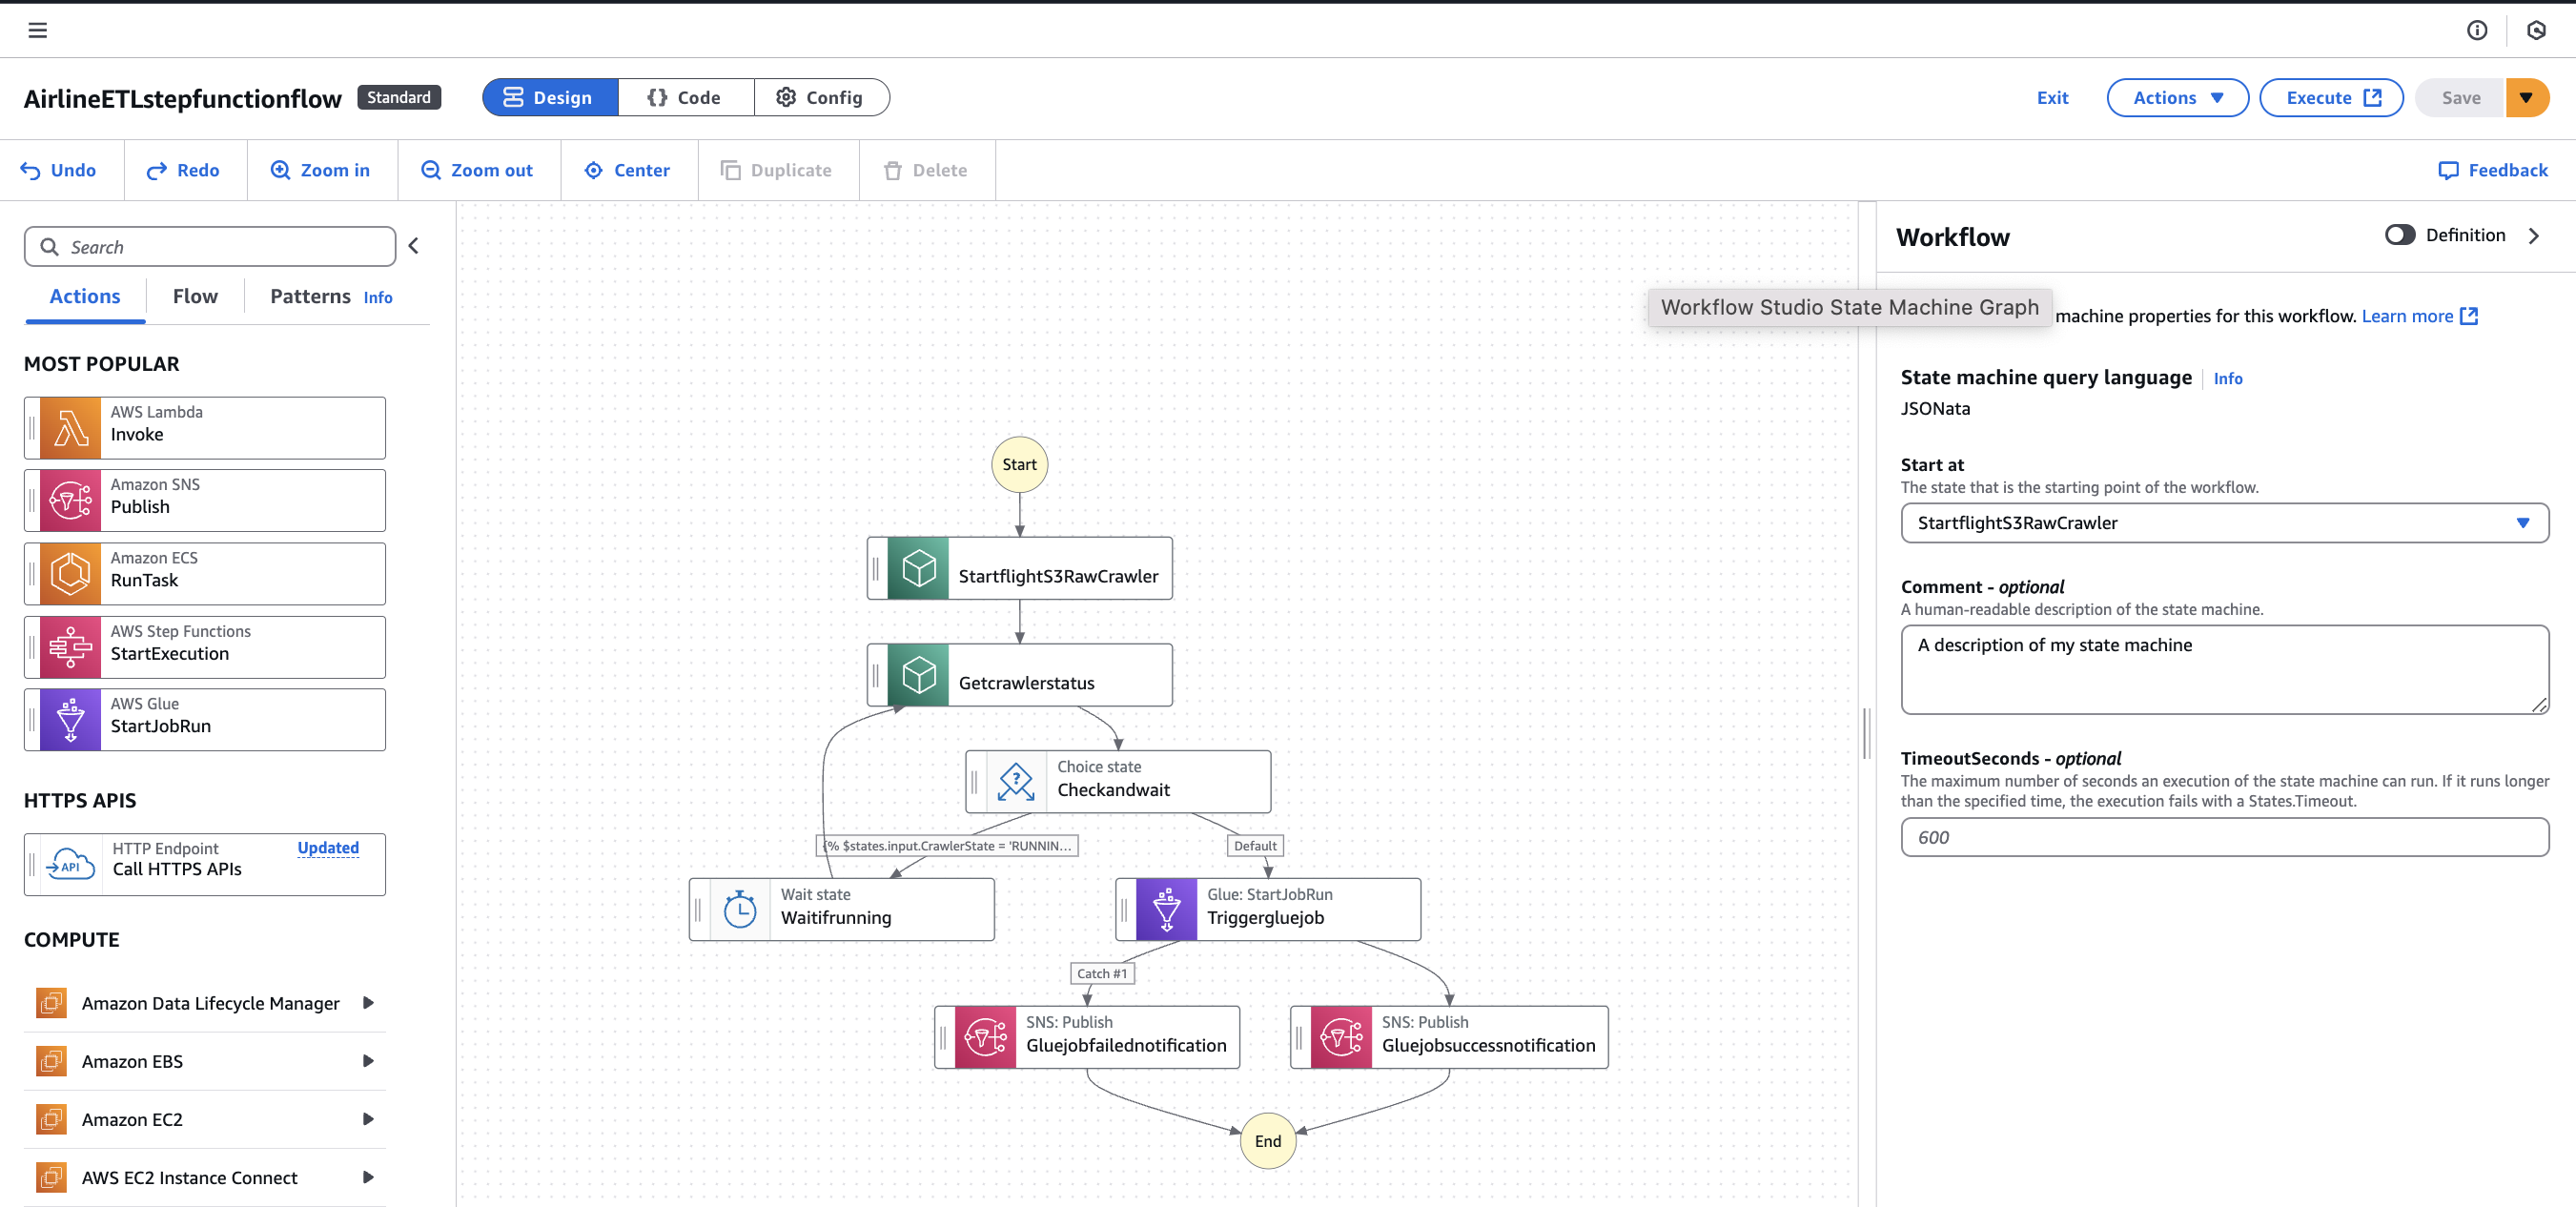 AirlineETLstepfunctionflow Standard Design {} Code Config Exit Actions Execute Save
Undo Redo Zoom in Zoom out Center Duplicate Delete Feedback
Search
Actions Flow Patterns Info
MOST POPULAR
AWS Lambda
Invoke
Amazon SNS
Publish
Amazon ECS
RunTask
AWS Step Functions
StartExecution
AWS Glue
StartJobRun
HTTPS APIS
API
HTTP Endpoint Updated
Call HTTPS APIs
COMPUTE
Amazon Data Lifecycle Manager
Amazon EBS
Amazon EC2
AWS EC2 Instance Connect
Start
StartflightS3RawCrawler
Getcrawlerstatus
Choice state
Checkandwait
% $states.input.CrawlerState = 'RUNNIN...
Default
Wait state
Waitifrunning
Glue: StartJobRun
Triggergluejob
Catch #1
SNS: Publish
Gluejobfailednotification
SNS: Publish
Gluejobsuccessnotification
End
Workflow Definition
Workflow Studio State Machine Graph
machine properties for this workflow. Learn more
State machine query language Info
JSONata
Start at
The state that is the starting point of the workflow.
StartflightS3RawCrawler
Comment - optional
A human-readable description of the state machine.
A description of my state machine
TimeoutSeconds - optional
The maximum number of seconds an execution of the state machine can run. If it runs longer
than the specified time, the execution fails with a States.Timeout.
600